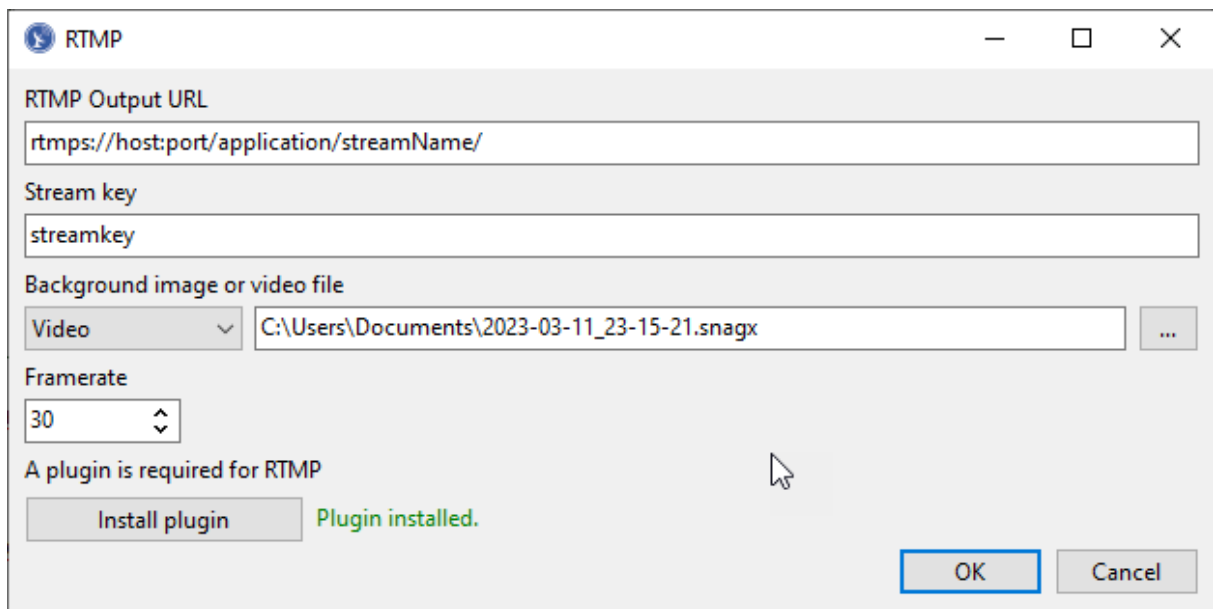 RTMP
RTMP Output URL
rtmps://host:port/application/streamName/
Stream key
streamkey
Background image or video file
Video C:\Users\Documents\2023-03-11_23-15-21.snagx ...
Framerate
30
A plugin is required for RTMP
Install plugin Plugin installed.
OK Cancel